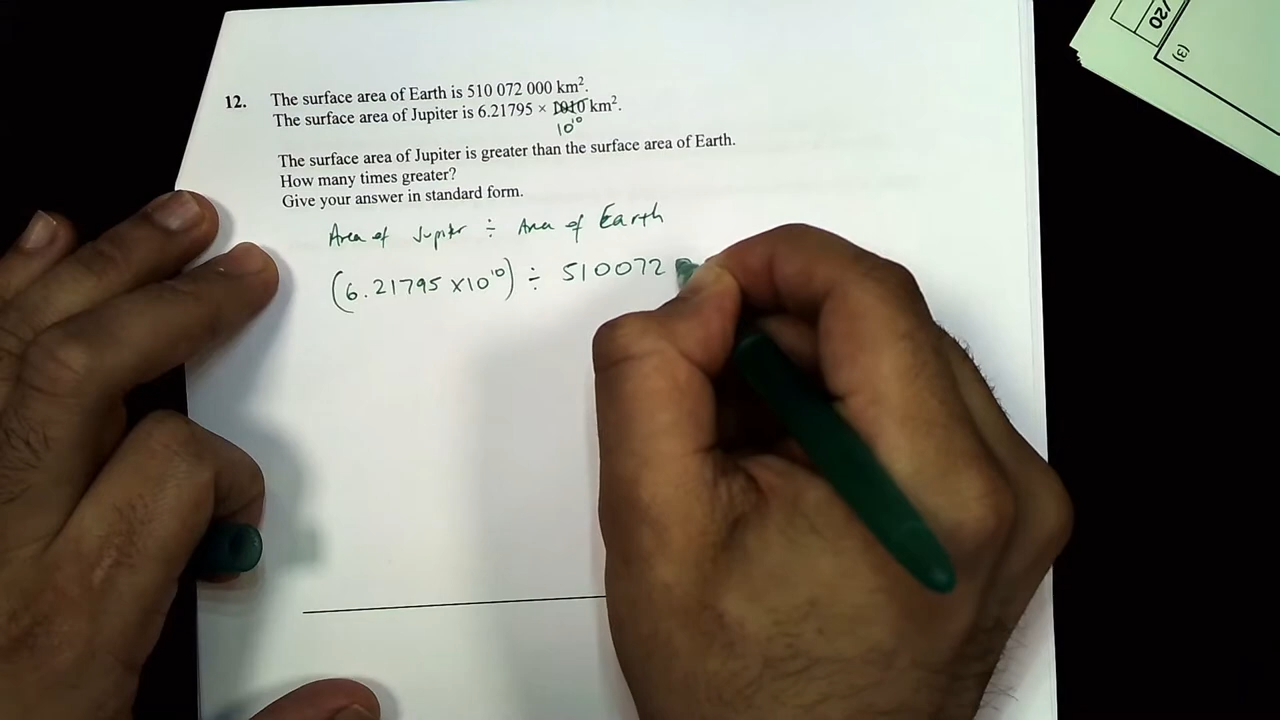 12. The surface area of Earth is 510 072 000 km².
The surface area of Jupiter is 6.21795 × 1010 km².
10¹⁰
The surface area of Jupiter is greater than the surface area of Earth.
How many times greater?
Give your answer in standard form.
Area of Jupiter ÷ Area of Earth
(6.21795 ×10¹⁰) ÷ 510072
/20
(3)